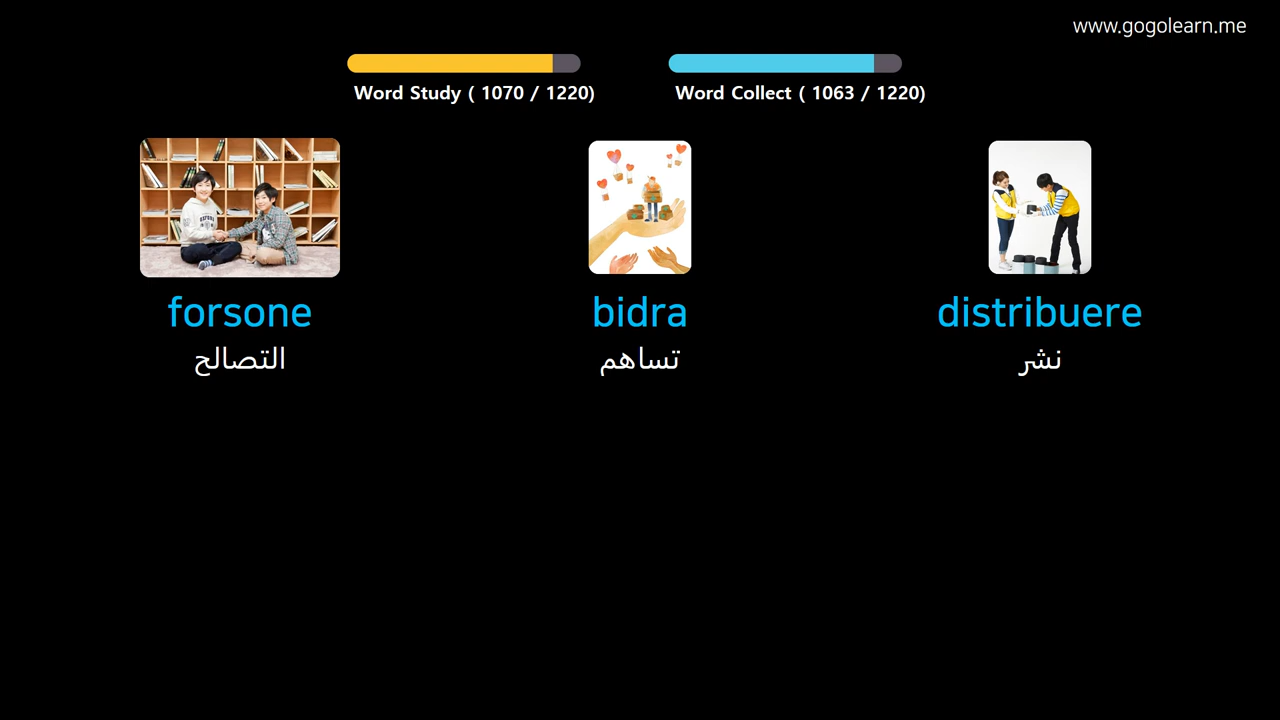 www.gogolearn.me
Word Study ( 1070 / 1220)
Word Collect ( 1063 / 1220)
forsone
bidra
distribuere
التصالح
تساهم
نشر